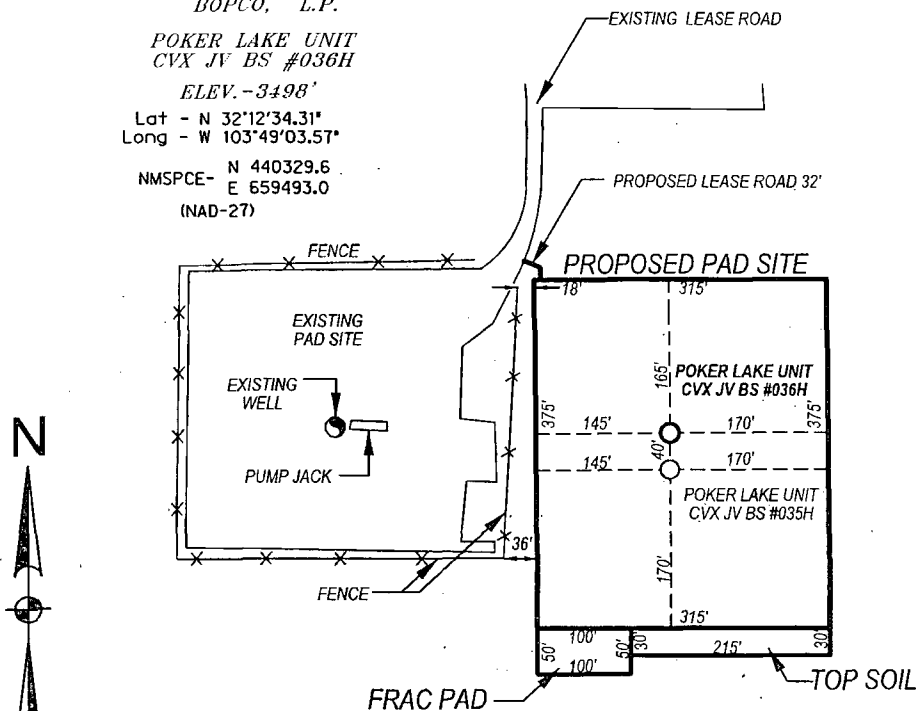 BOPCO, L.P.
POKER LAKE UNIT
CVX JV BS #036H
ELEV.-3498'
Lat - N 32°12'34.31"
Long - W 103°49'03.57"
NMSPCE- N 440329.6
E 659493.0
(NAD-27)
EXISTING LEASE ROAD
PROPOSED LEASE ROAD 32'
FENCE
PROPOSED PAD SITE
18'
315'
EXISTING
PAD SITE
EXISTING
WELL
PUMP JACK
165'
POKER LAKE UNIT
CVX JV BS #036H
375'
375'
145'
170'
40'
145'
170'
POKER LAKE UNIT
CVX JV BS #035H
N
36'
170'
FENCE
315'
100'
50'
50'
30'
30'
215'
100'
TOP SOIL
FRAC PAD